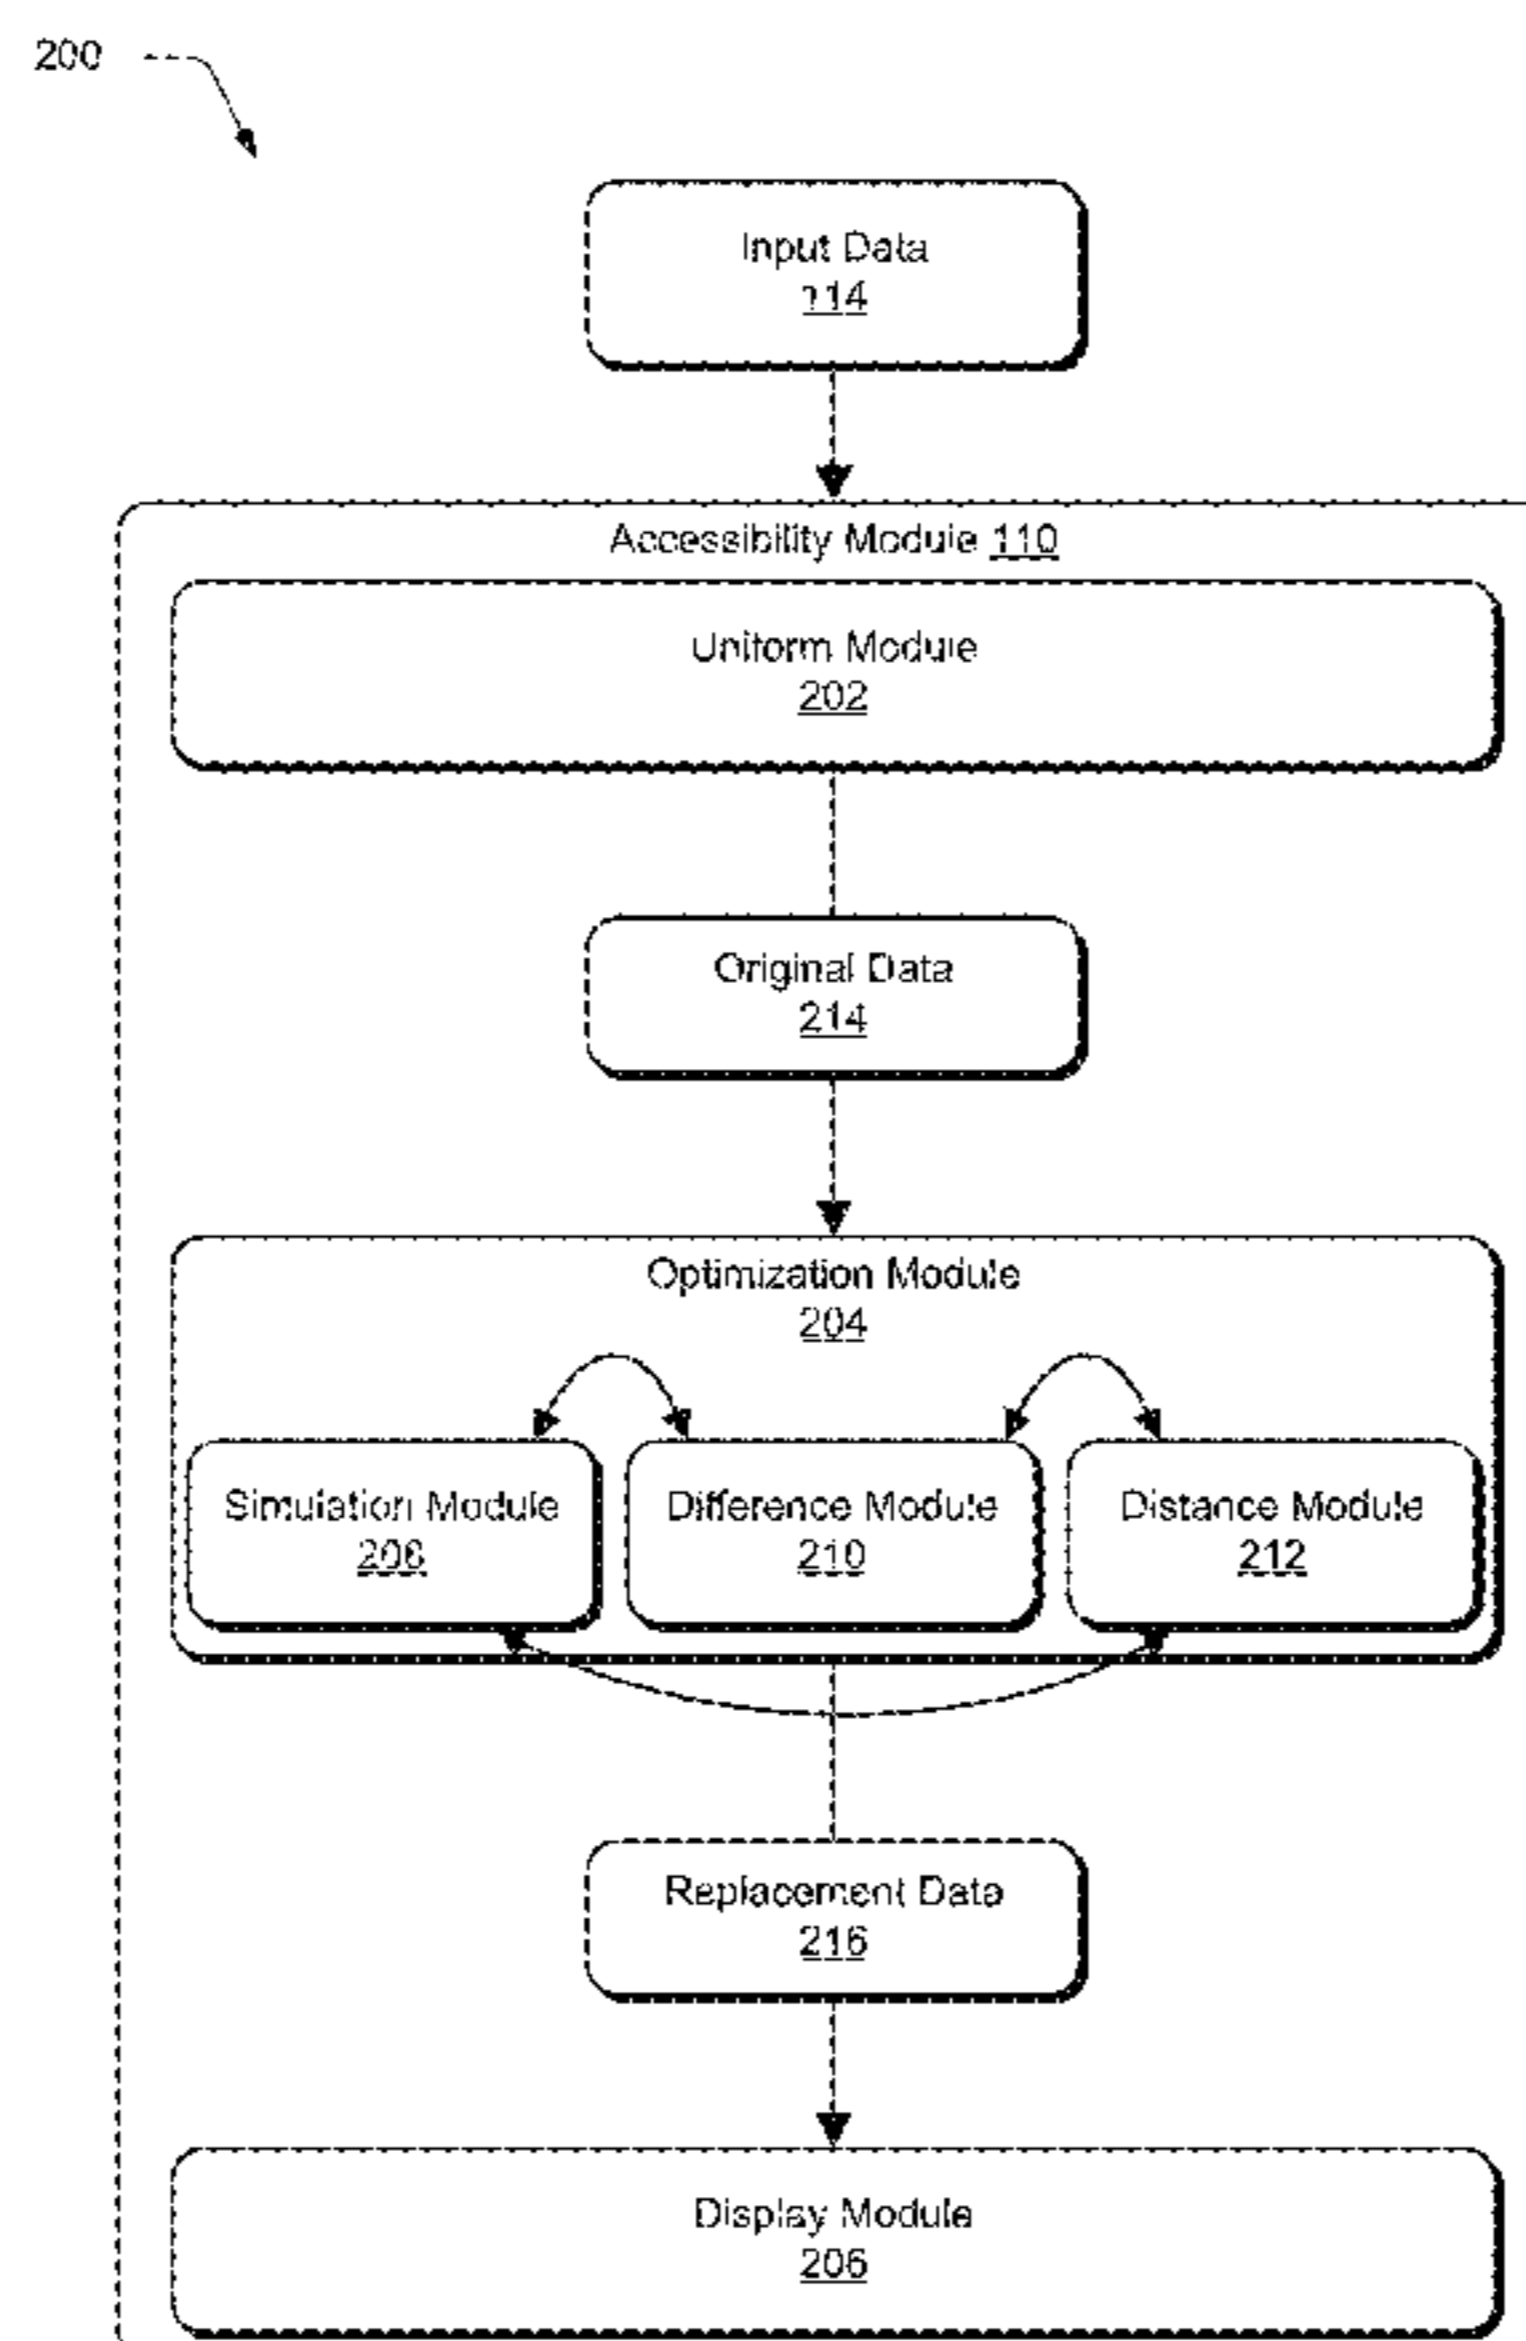 200
Input Data
114
Accessibility Module 110
Uniform Module
202
Original Data
214
Optimization Module
204
Simulation Module
208
Difference Module
210
Distance Module
212
Replacement Data
216
Display Module
206